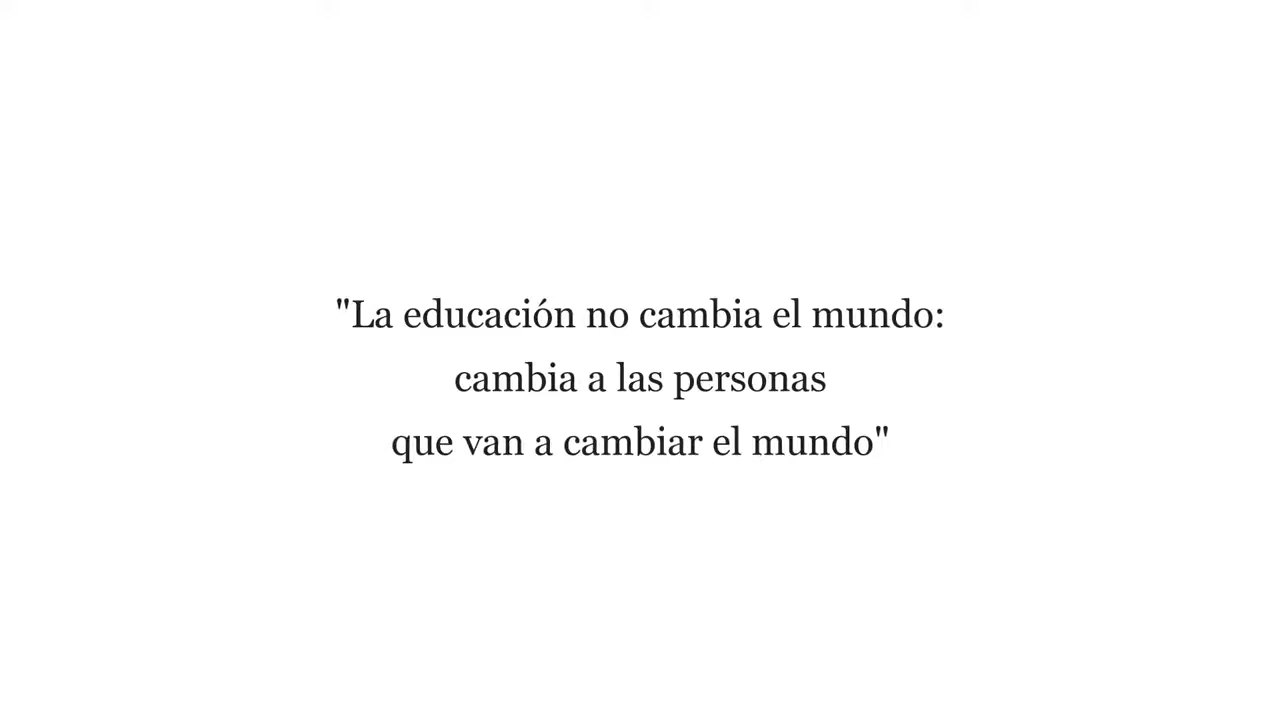 "La educación no cambia el mundo:
cambia a las personas
que van a cambiar el mundo"